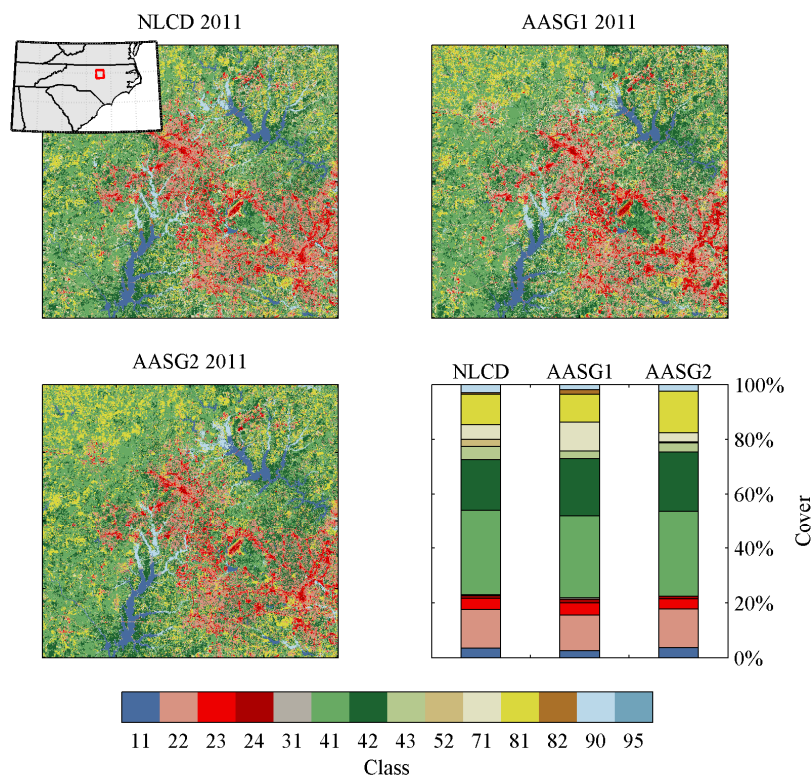 NLCD 2011
AASG1 2011
AASG2 2011
NLCD AASG1 AASG2
100%
80%
60%
40%
20%
0%
Cover
11 22 23 24 31 41 42 43 52 71 81 82 90 95
Class